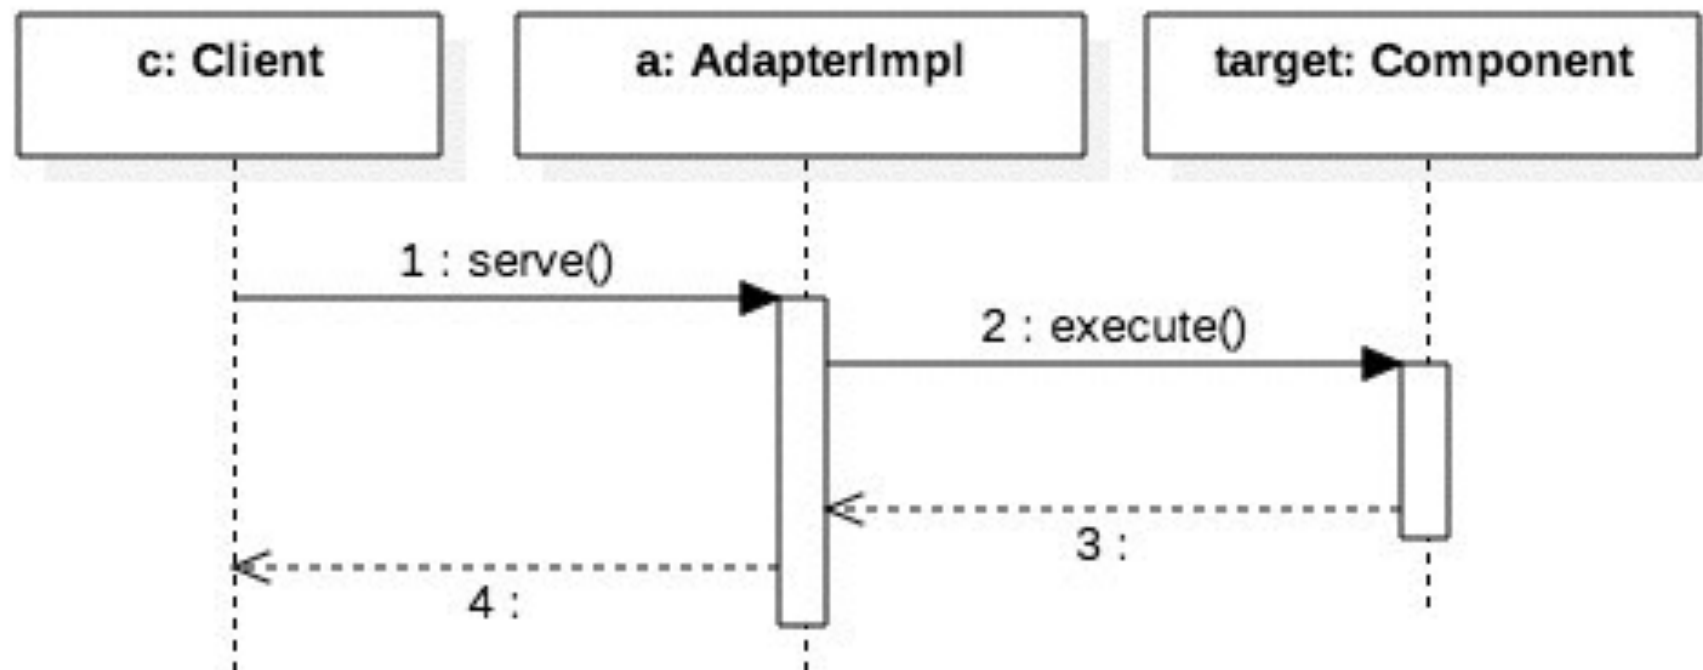 c: Client
a: AdapterImpl
target: Component
1 : serve()
2 : execute()
3 :
4 :